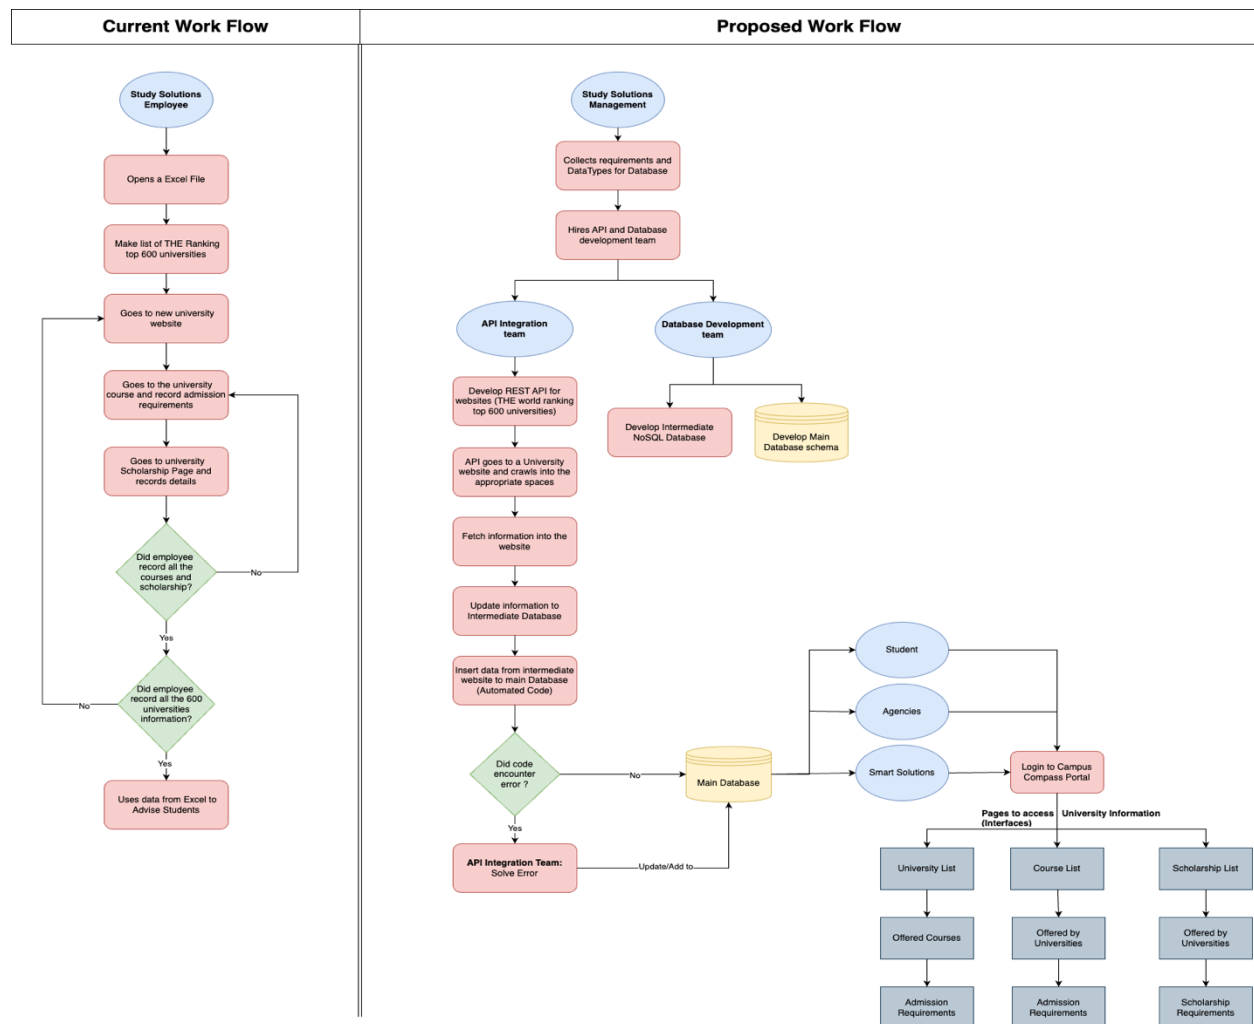 Current Work Flow
Proposed Work Flow
Study Solutions
Employee
Opens a Excel File
Make list of THE Ranking
top 600 universities
Goes to new university
website
Goes to the university
course and record admission
requirements
Goes to university
Scholarship Page and
records details
Did employee
record all the
courses and
scholarship?
No
Yes
Did employee
record all the 600
universities
information?
No
Yes
Uses data from Excel to
Advise Students
Study Solutions
Management
Collects requirements and
DataTypes for Database
Hires API and Database
development team
API Integration
team
Database Development
team
Develop REST API for
websites (THE world ranking
top 600 universities)
Develop Intermediate
NoSQL Database
Develop Main
Database schema
API goes to a University
website and crawls into the
appropriate spaces
Fetch information into the
website
Update information to
Intermediate Database
Insert data from intermediate
website to main Database
(Automated Code)
Did code
encounter
error ?
No
Yes
API Integration Team:
Solve Error
Update/Add to
Main Database
Student
Agencies
Smart Solutions
Login to Campus
Compass Portal
Pages to access
(Interfaces)
University Information
University List
Course List
Scholarship List
Offered Courses
Offered by
Universities
Offered by
Universities
Admission
Requirements
Admission
Requirements
Scholarship
Requirements